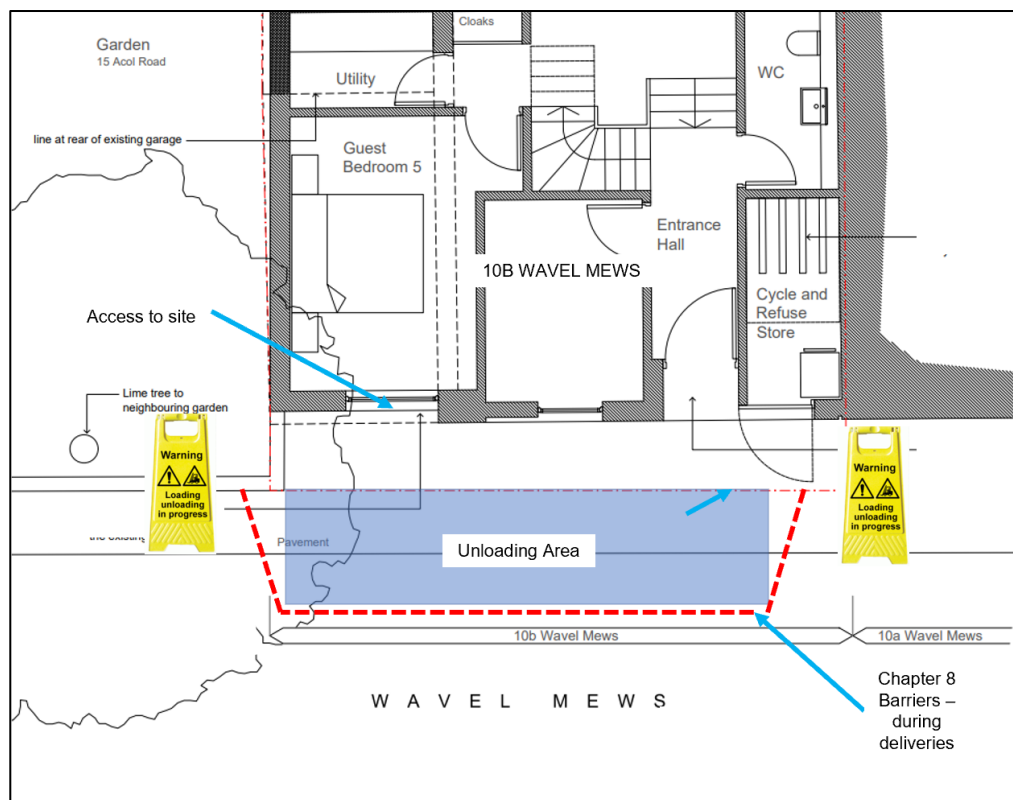 Cloaks
Garden
15 Acol Road
Utility
WC
line at rear of existing garage
Guest
Bedroom 5
Entrance
Hall
10B WAVEL MEWS
Cycle and
Refuse
Store
Access to site
Lime tree to
neighbouring garden
Warning
Loading
unloading
in progress
Warning
Loading
unloading
in progress
Pavement
Unloading Area
10b Wavel Mews
10a Wavel Mews
WAVEL MEWS
Chapter 8
Barriers –
during
deliveries